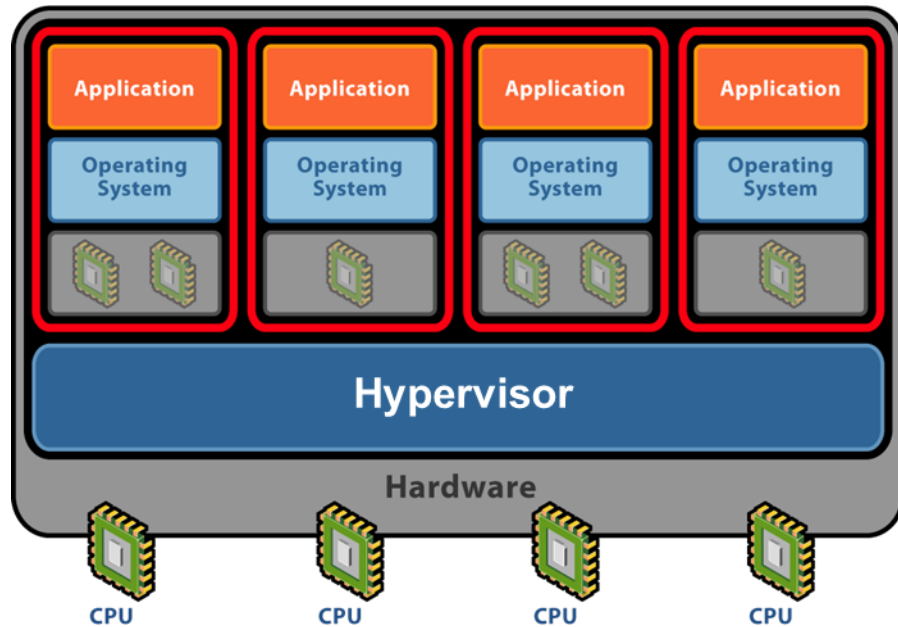 Application
Application
Application
Application
Operating
System
Operating
System
Operating
System
Operating
System
Hypervisor
Hardware
CPU
CPU
CPU
CPU